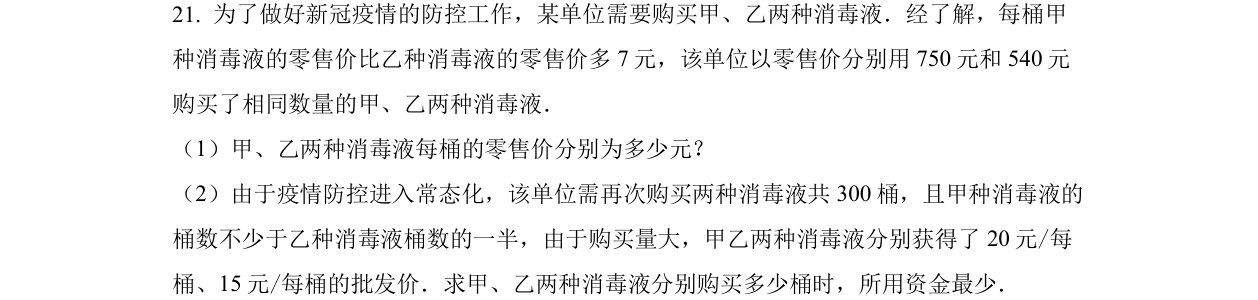 21. 为了做好新冠疫情的防控工作，某单位需要购买甲、乙两种消毒液．经了解，每桶甲
种消毒液的零售价比乙种消毒液的零售价多 7 元，该单位以零售价分别用 750 元和 540 元
购买了相同数量的甲、乙两种消毒液．
（1）甲、乙两种消毒液每桶的零售价分别为多少元？
（2）由于疫情防控进入常态化，该单位需再次购买两种消毒液共 300 桶，且甲种消毒液的
桶数不少于乙种消毒液桶数的一半，由于购买量大，甲乙两种消毒液分别获得了 20 元/每
桶、15 元/每桶的批发价．求甲、乙两种消毒液分别购买多少桶时，所用资金最少．